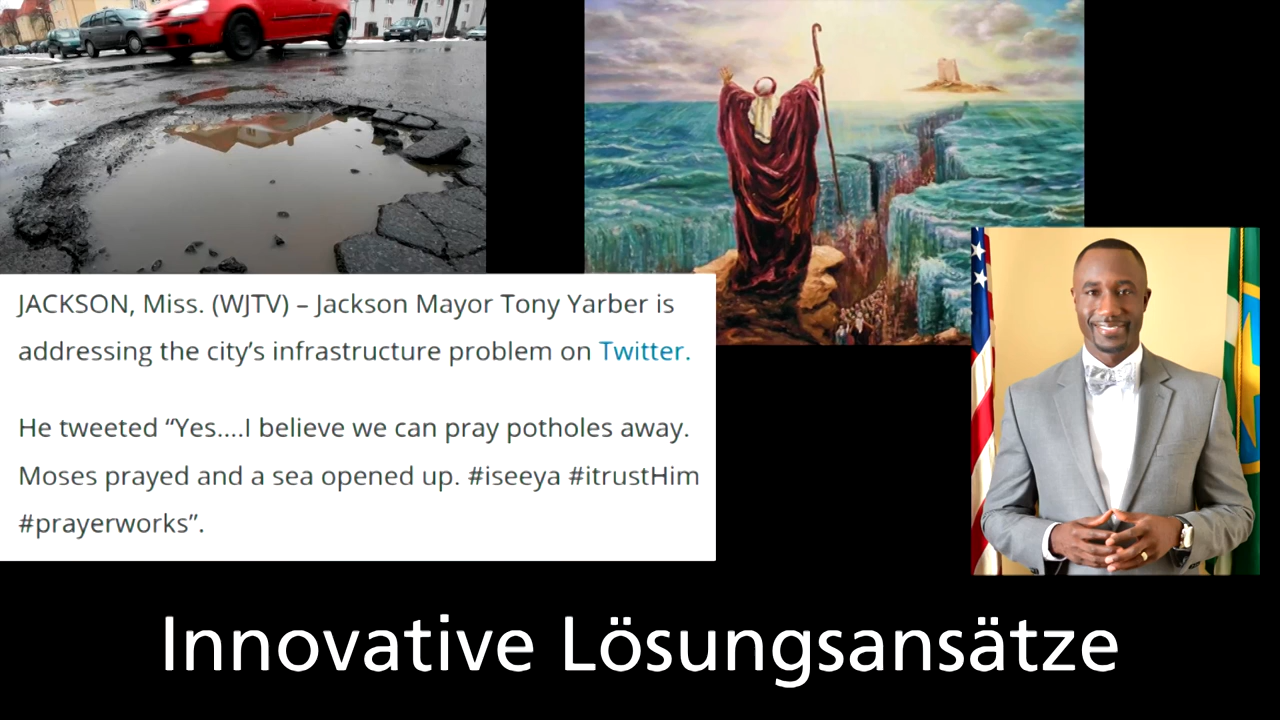 JACKSON, Miss. (WJTV) – Jackson Mayor Tony Yarber is
addressing the city’s infrastructure problem on Twitter.
He tweeted “Yes….I believe we can pray potholes away.
Moses prayed and a sea opened up. #iseeya #itrustHim
#prayerworks”.
Innovative Lösungsansätze